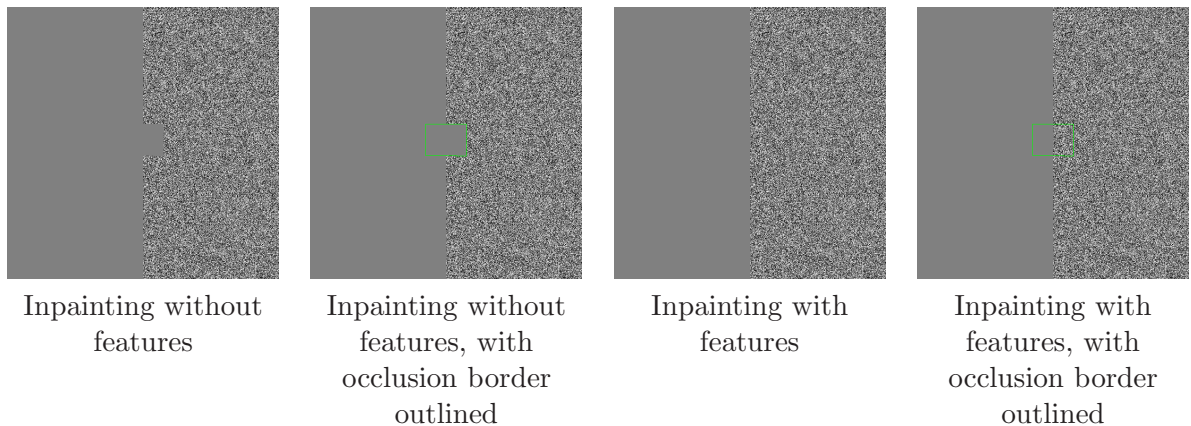 Inpainting without
features
Inpainting without
features, with
occlusion border
outlined
Inpainting with
features
Inpainting with
features, with
occlusion border
outlined